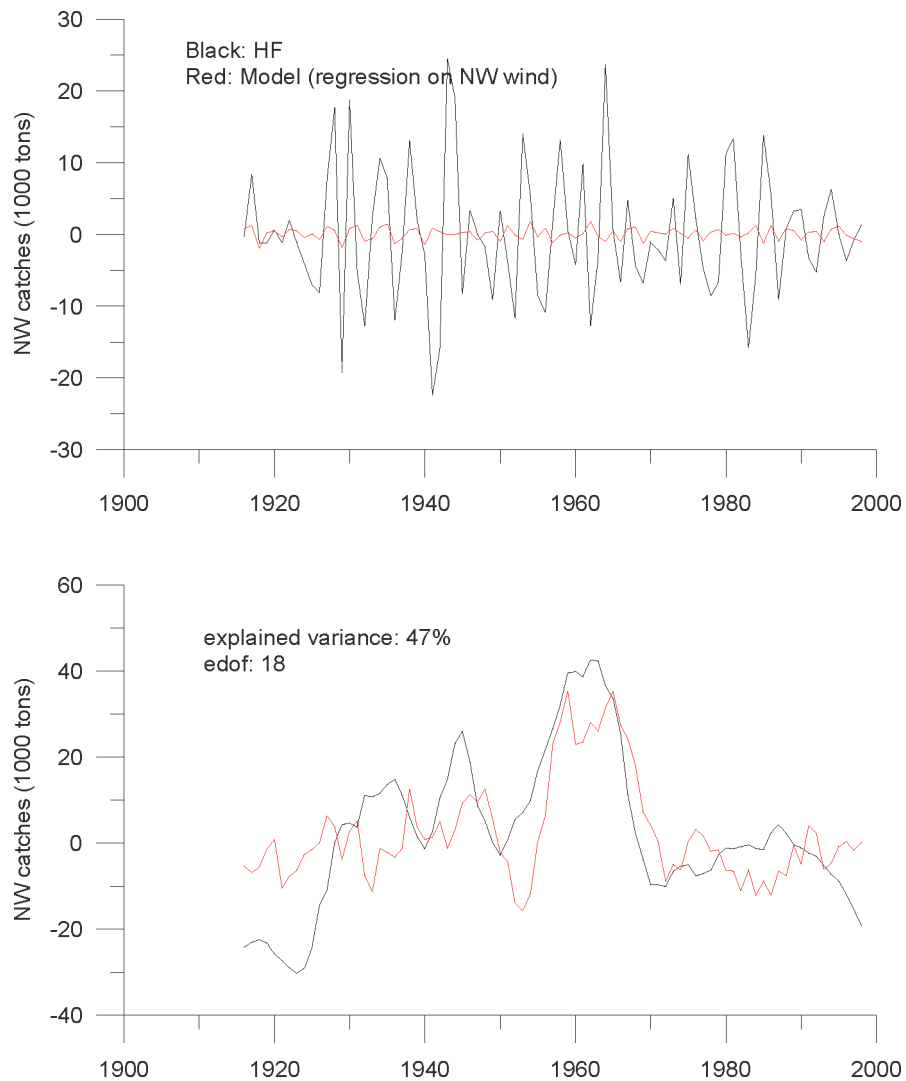 30
Black: HF
Red: Model (regression on NW wind)
20
10
0
-10
-20
-30
NW catches (1000 tons)
1900 1920 1940 1960 1980 2000
60
explained variance: 47%
edof: 18
40
20
0
-20
-40
NW catches (1000 tons)
1900 1920 1940 1960 1980 2000